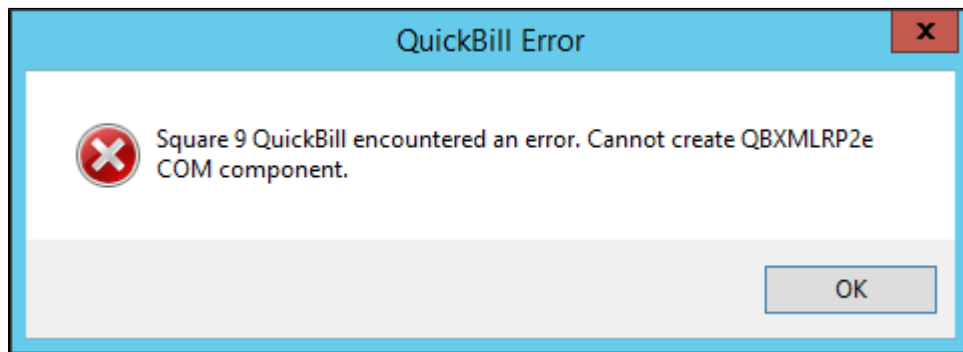 QuickBill Error
Square 9 QuickBill encountered an error. Cannot create QBXMLRP2e
COM component.
OK